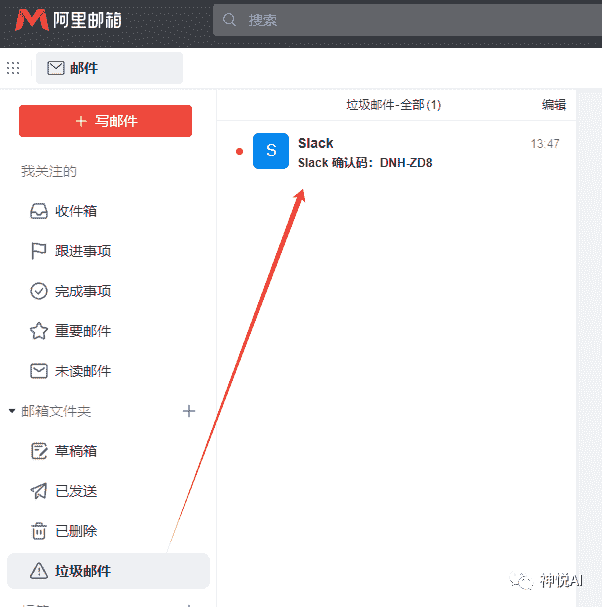 阿里邮箱
搜索
邮件
+ 写邮件
垃圾邮件-全部(1)
编辑
S
Slack
13:47
Slack 确认码：DNH-ZD8
我关注的
收件箱
跟进事项
完成事项
重要邮件
未读邮件
邮箱文件夹
草稿箱
已发送
已删除
垃圾邮件
神悦AI